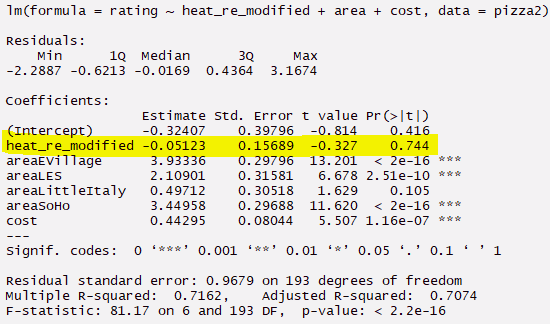 lm(formula = rating ~ heat_re_modified + area + cost, data = pizza2)
Residuals:
Min 1Q Median 3Q Max
-2.2887 -0.6213 -0.0169 0.4364 3.1674
Coefficients:
Estimate Std. Error t value Pr(>|t|)
(Intercept) -0.32407 0.39796 -0.814 0.416
heat_re_modified -0.05123 0.15689 -0.327 0.744
areaEVillage 3.93336 0.29796 13.201 < 2e-16 ***
areaLES 2.10901 0.31581 6.678 2.51e-10 ***
areaLittleItaly 0.49712 0.30518 1.629 0.105
areaSoHo 3.44958 0.29688 11.620 < 2e-16 ***
cost 0.44295 0.08044 5.507 1.16e-07 ***
---
Signif. codes: 0 ‘***’ 0.001 ‘**’ 0.01 ‘*’ 0.05 ‘.’ 0.1 ‘ ’ 1
Residual standard error: 0.9679 on 193 degrees of freedom
Multiple R-squared: 0.7162, Adjusted R-squared: 0.7074
F-statistic: 81.17 on 6 and 193 DF, p-value: < 2.2e-16